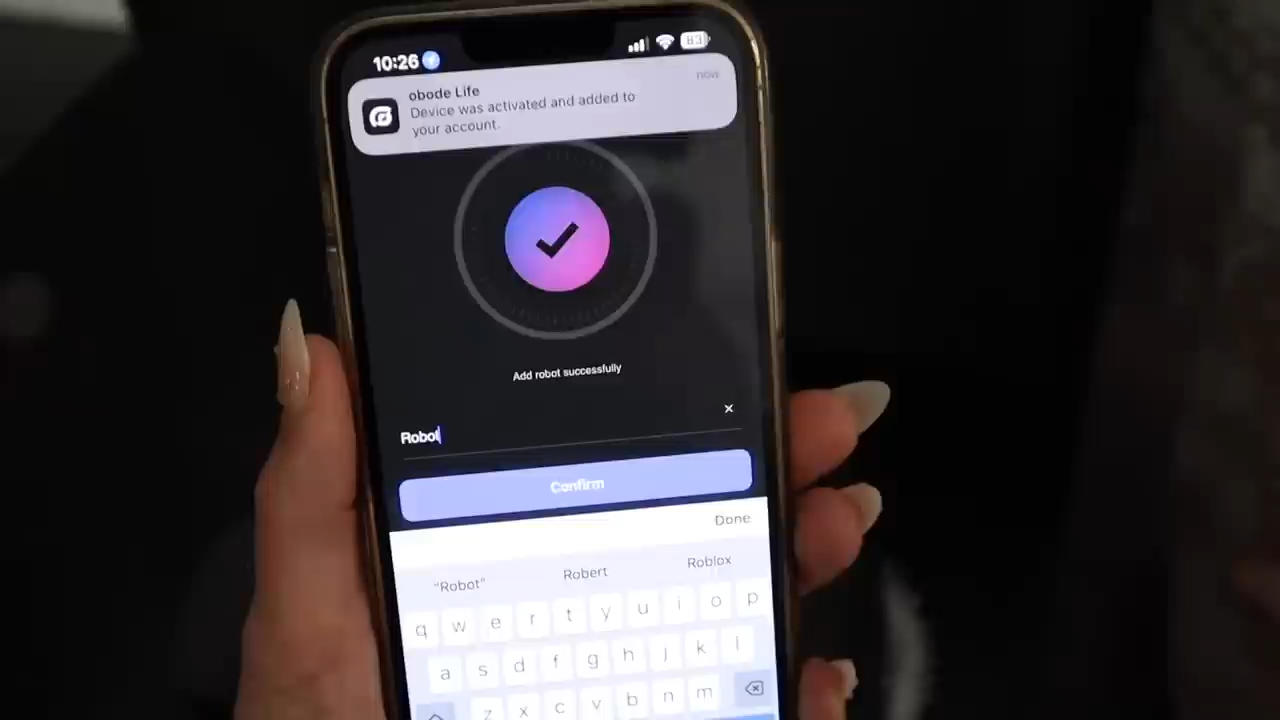 10:26
83
obode Life
now
Device was activated and added to
your account.
Add robot successfully
Robot
Confirm
Done
"Robot" Robert Roblox
q w e r t y u i o p
a s d f g h j k l
z x c v b n m